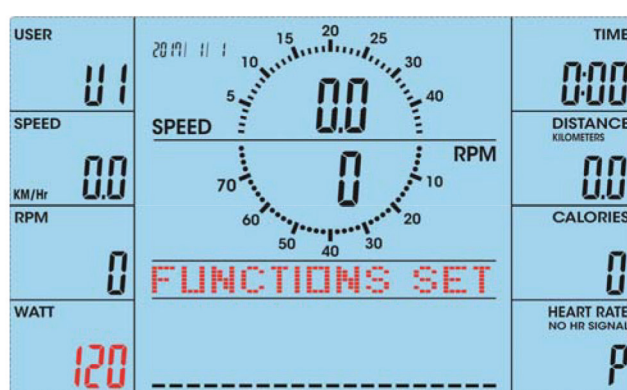 USER
U1
SPEED
KM/Hr 0.0
RPM
0
WATT
120
2017/ 1/ 1
5 10 15 20 25 30 40
SPEED 0.0
0 RPM
70 60 50 40 30 20 10
FUNCTIONS SET
TIME
0:00
DISTANCE
KILOMETERS
0.0
CALORIES
0
HEART RATE
NO HR SIGNAL
P